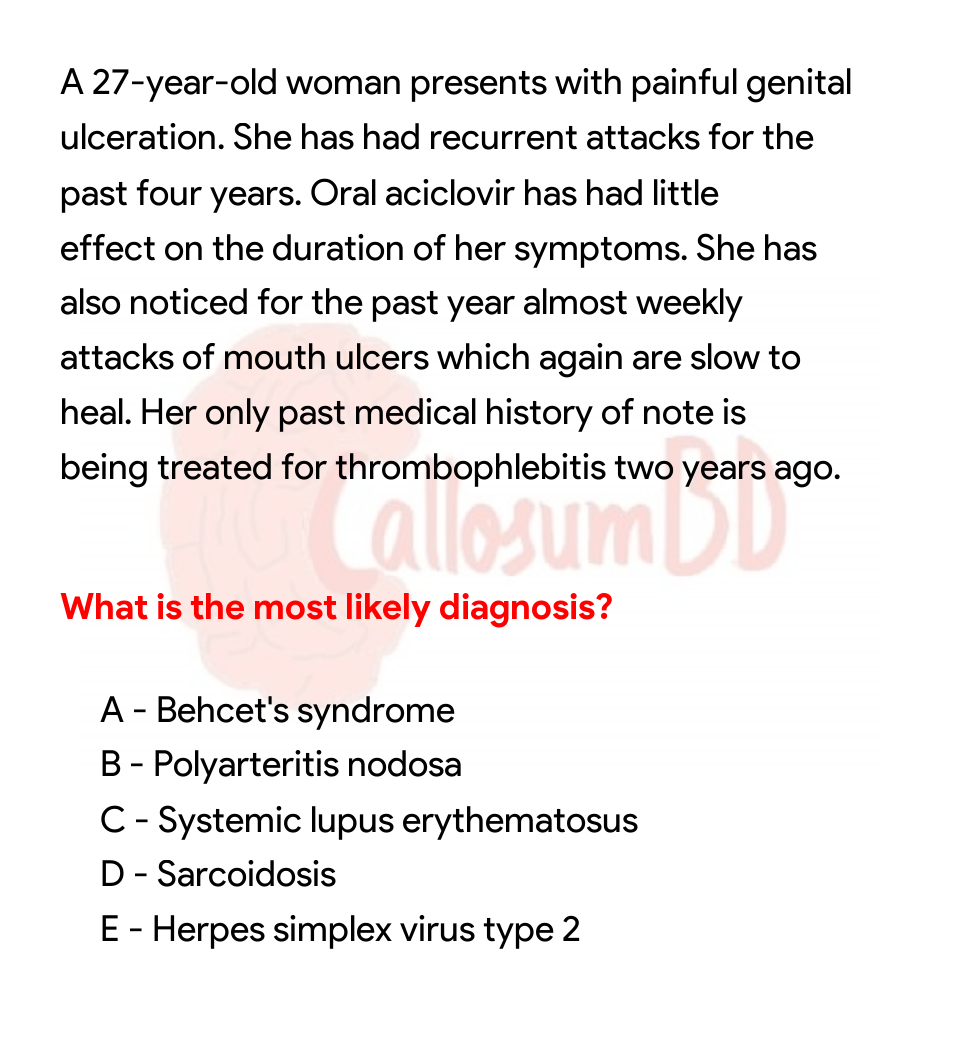 A 27-year-old woman presents with painful genital
ulceration. She has had recurrent attacks for the
past four years. Oral aciclovir has had little
effect on the duration of her symptoms. She has
also noticed for the past year almost weekly
attacks of mouth ulcers which again are slow to
heal. Her only past medical history of note is
being treated for thrombophlebitis two years ago.
CallosumBD
What is the most likely diagnosis?
A - Behcet's syndrome
B - Polyarteritis nodosa
C - Systemic lupus erythematosus
D - Sarcoidosis
E - Herpes simplex virus type 2